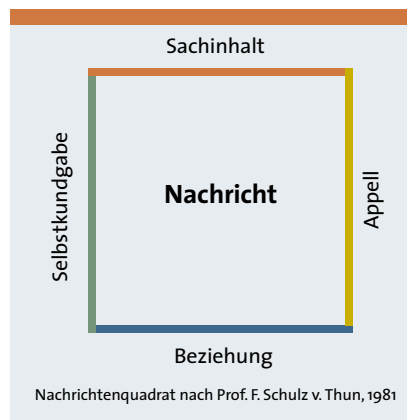 Sachinhalt
Selbstkundgabe
Nachricht
Appell
Beziehung
Nachrichtenquadrat nach Prof. F. Schulz v. Thun, 1981